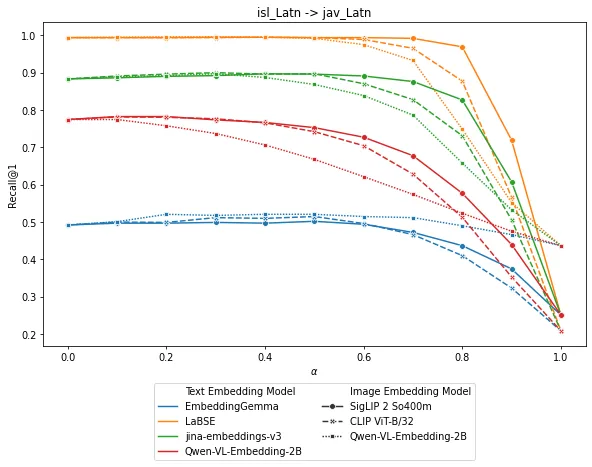 isl_Latn -> jav_Latn
Recall@1
1.0
0.9
0.8
0.7
0.6
0.5
0.4
0.3
0.2
0.0 0.2 0.4 0.6 0.8 1.0
α
Text Embedding Model Image Embedding Model
EmbeddingGemma SigLIP 2 So400m
LaBSE CLIP ViT-B/32
jina-embeddings-v3 Qwen-VL-Embedding-2B
Qwen-VL-Embedding-2B